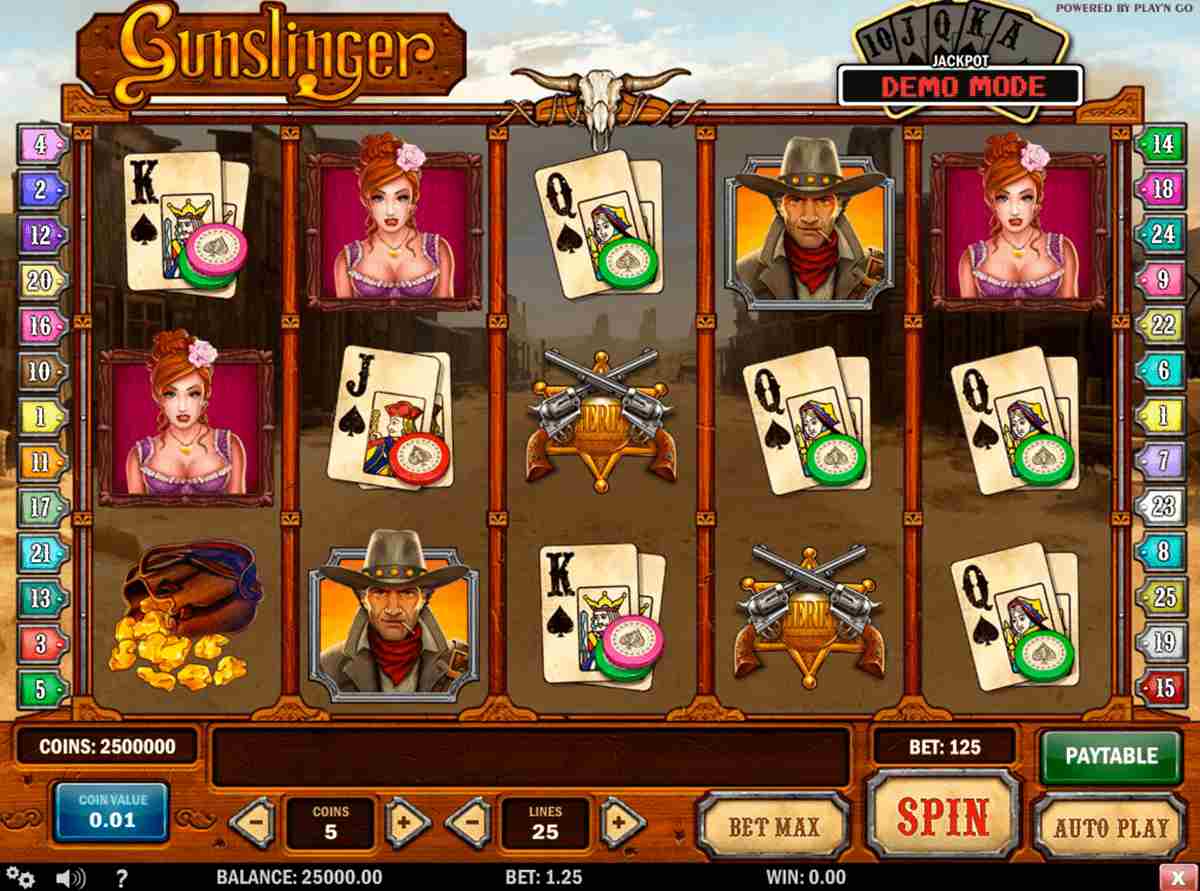 POWERED BY PLAY'N GO
Gunslinger
10 J Q K A
JACKPOT
DEMO MODE
4
2
12
20
16
10
1
11
17
21
13
3
5
K
Q
J
Q
Q
K
Q
14
18
24
9
22
6
1
7
23
8
25
19
15
COINS: 2500000
BET: 125
PAYTABLE
COIN VALUE
0.01
COINS
5
LINES
25
BET MAX
SPIN
AUTO PLAY
?
BALANCE: 25000.00
BET: 1.25
WIN: 0.00
X